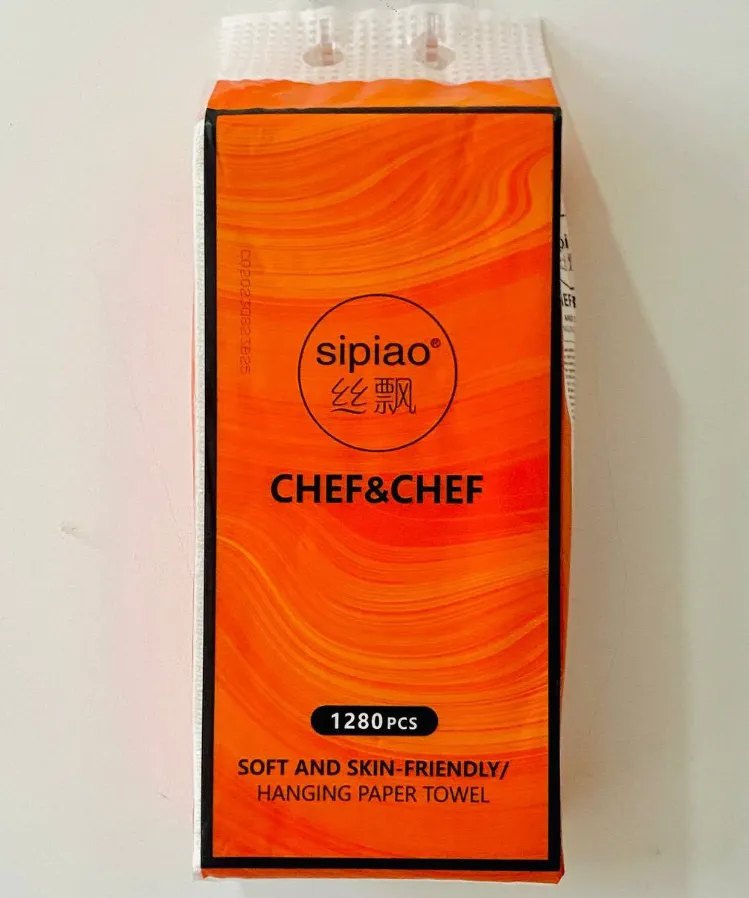 sipiao®
丝飘
CHEF&CHEF
1280 PCS
SOFT AND SKIN-FRIENDLY/
HANGING PAPER TOWEL